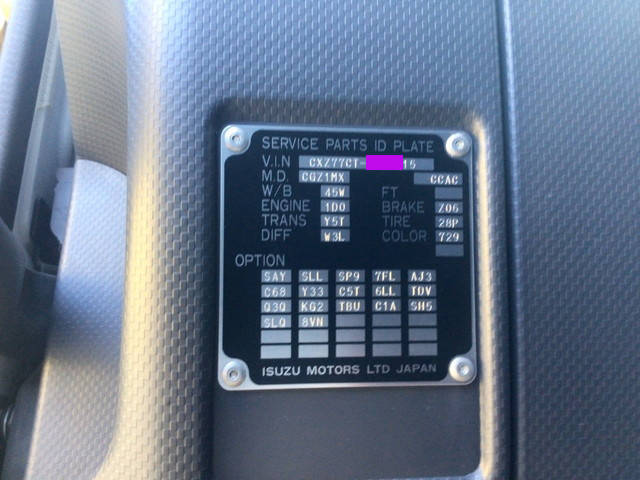 SERVICE PARTS ID PLATE
V.I.N CXZ77CT- 15
M.D. CGZ1MX CCAC
W/B 45W FT
ENGINE 1D0 BRAKE Z06
TRANS Y5T TIRE 28P
DIFF W3L COLOR 729
OPTION
SAY SLL SP9 7FL AJ3
C68 Y33 C5T 6LL TDV
Q3Q KG2 T8U C1A SH5
SLQ 8VN
ISUZU MOTORS LTD JAPAN